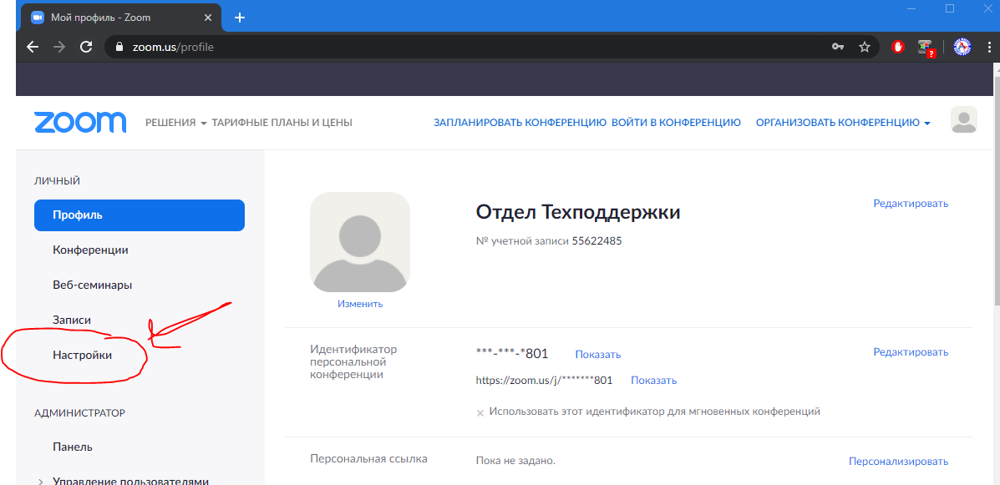 Мой профиль - Zoom
zoom.us/profile
?
zoom РЕШЕНИЯ ТАРИФНЫЕ ПЛАНЫ И ЦЕНЫ ЗАПЛАНИРОВАТЬ КОНФЕРЕНЦИЮ ВОЙТИ В КОНФЕРЕНЦИЮ ОРГАНИЗОВАТЬ КОНФЕРЕНЦИЮ
ЛИЧНЫЙ
Профиль
Конференции
Веб-семинары
Записи
Настройки
АДМИНИСТРАТОР
Панель
Управление пользователями
Изменить
Отдел Техподдержки
Редактировать
№ учетной записи 55622485
Идентификатор
персональной
конференции
***-***-*801 Показать
Редактировать
https://zoom.us/j/*******801 Показать
Использовать этот идентификатор для мгновенных конференций
Персональная ссылка Пока не задано. Персонализировать